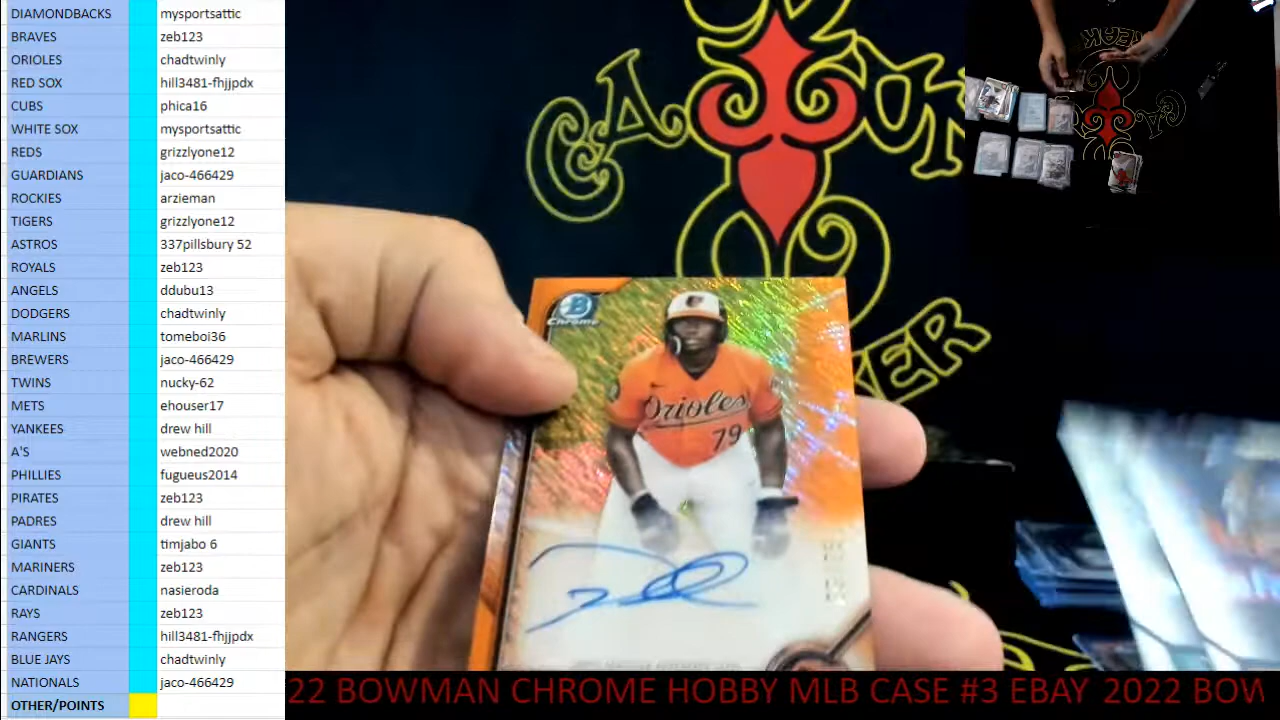 DIAMONDBACKS mysportsattic
BRAVES zeb123
ORIOLES chadtwinly
RED SOX hill3481-fhjjpdx
CUBS phica16
WHITE SOX mysportsattic
REDS grizzlyone12
GUARDIANS jaco-466429
ROCKIES arzieman
TIGERS grizzlyone12
ASTROS 337pillsbury 52
ROYALS zeb123
ANGELS ddubu13
DODGERS chadtwinly
MARLINS tomeboi36
BREWERS jaco-466429
TWINS nucky-62
METS ehouser17
YANKEES drew hill
A'S webned2020
PHILLIES fugueus2014
PIRATES zeb123
PADRES drew hill
GIANTS timjabo 6
MARINERS zeb123
CARDINALS nasieroda
RAYS zeb123
RANGERS hill3481-fhjjpdx
BLUE JAYS chadtwinly
NATIONALS jaco-466429
OTHER/POINTS
CAJUN
B
Chrome
Orioles
79
22 BOWMAN CHROME HOBBY MLB CASE #3 EBAY 2022 BOW